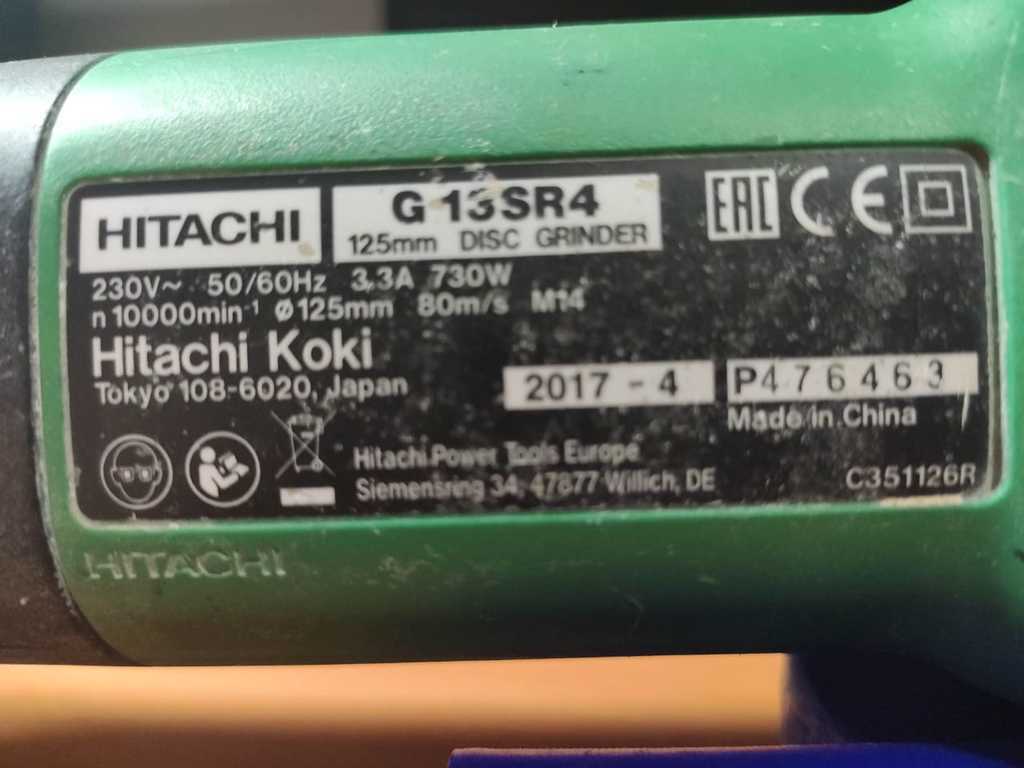 HITACHI
G 13SR4
125mm DISC GRINDER
EAC CE
230V~ 50/60Hz 3,3A 730W
n 10000min⁻¹ Ø125mm 80m/s M14
Hitachi Koki
Tokyo 108-6020, Japan
2017 - 4
P476463
Made in China
Hitachi Power Tools Europe
Siemensring 34, 47877 Willich, DE
C351126R
HITACHI